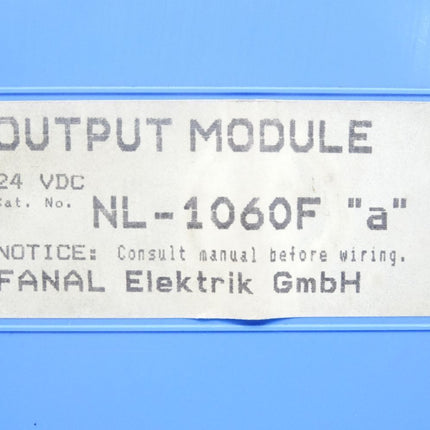 OUTPUT MODULE
24 VDC
Cat. No. NL-1060F "a"
NOTICE: Consult manual before wiring.
FANAL Elektrik GmbH